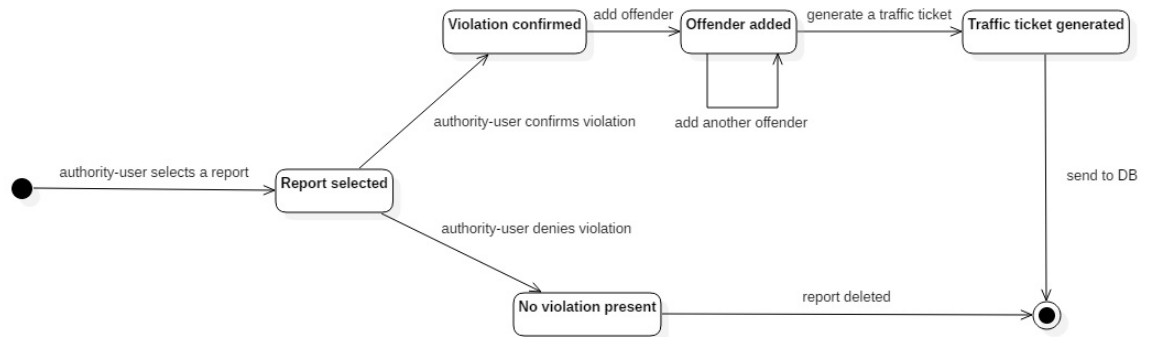 Violation confirmed
add offender
Offender added
generate a traffic ticket
Traffic ticket generated
authority-user confirms violation
add another offender
authority-user selects a report
Report selected
send to DB
authority-user denies violation
No violation present
report deleted